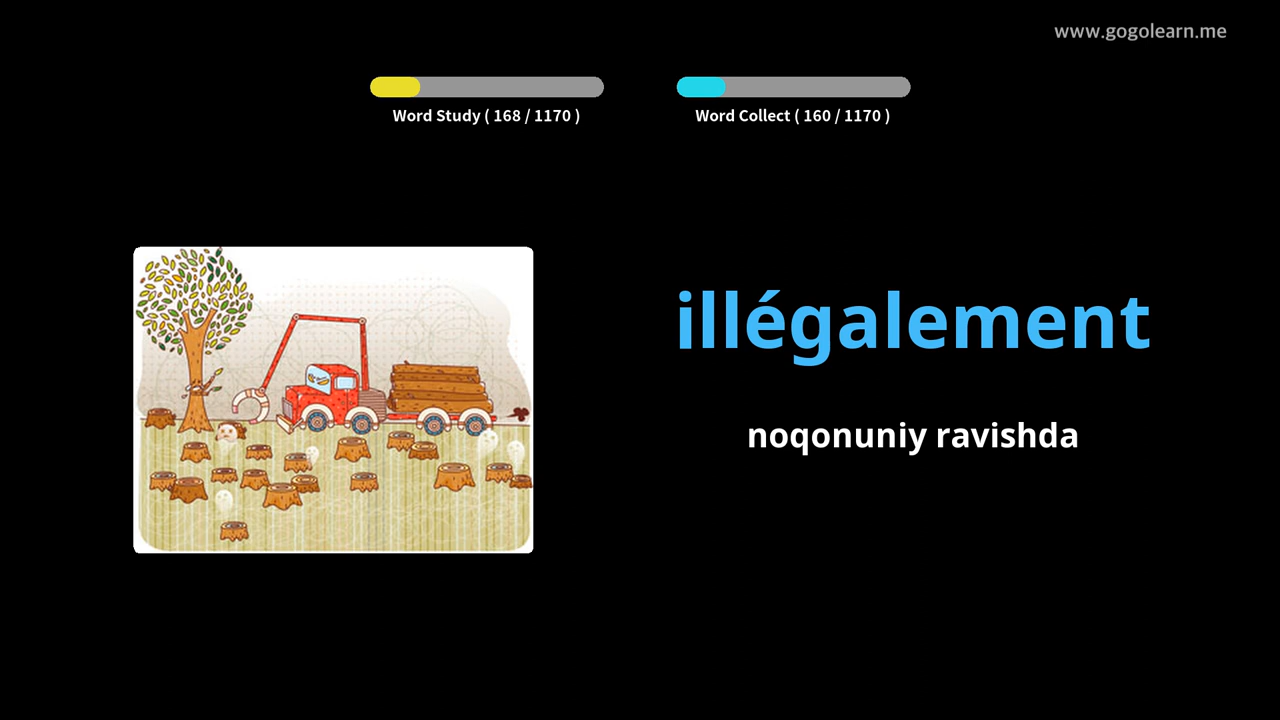 www.gogolearn.me
Word Study ( 168 / 1170 )
Word Collect ( 160 / 1170 )
illégalement
noqonuniy ravishda